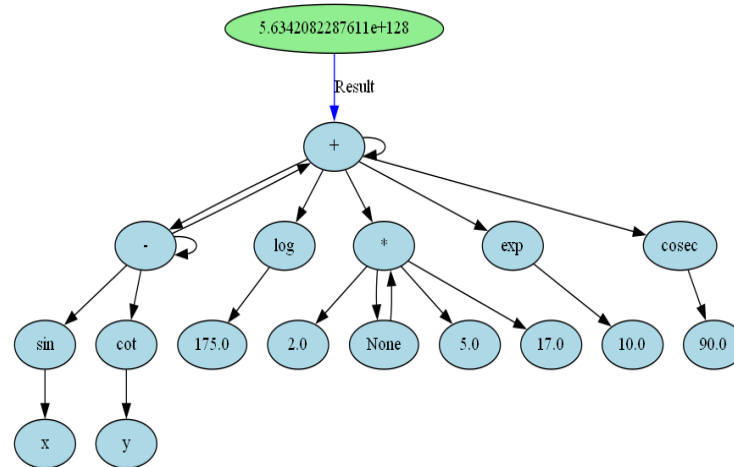 5.6342082287611e+128
Result
+
- log * exp cosec
sin cot 175.0 2.0 None 5.0 17.0 10.0 90.0
x y